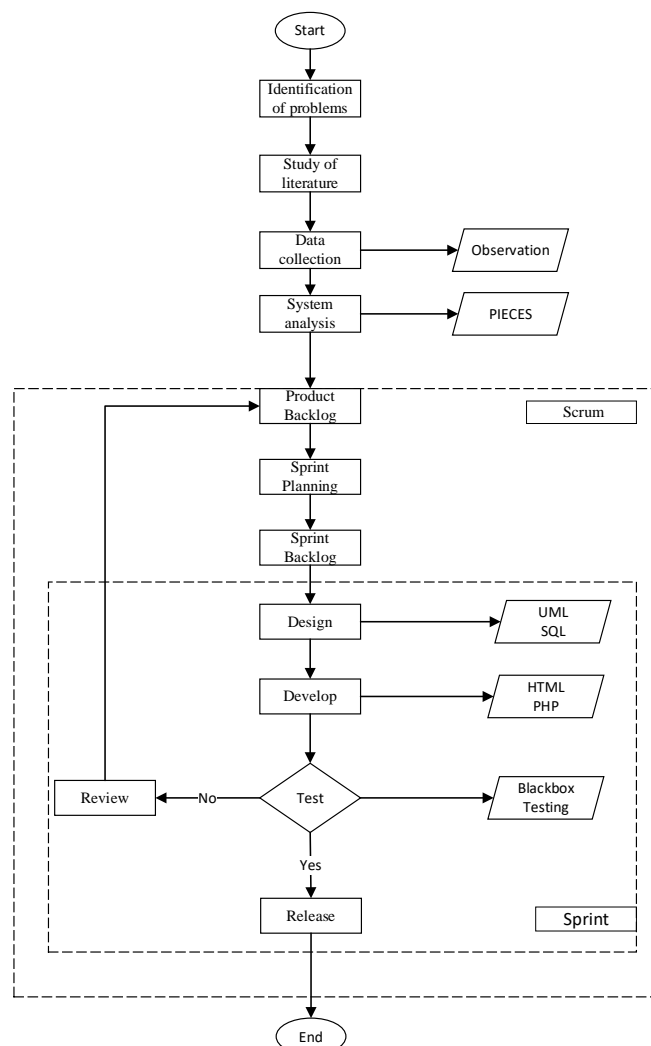 Start
Identification
of problems
Study of
literature
Data
collection
Observation
System
analysis
PIECES
Product
Backlog
Scrum
Sprint
Planning
Sprint
Backlog
Design
UML
SQL
Develop
HTML
PHP
Review
No
Test
Blackbox
Testing
Yes
Release
Sprint
End